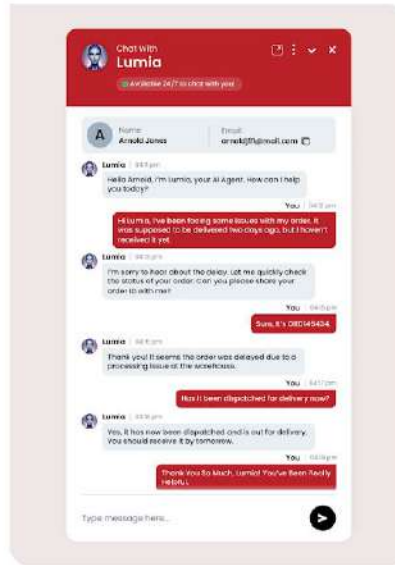 Chat with
Lumia
Available 24/7 to chat with you!
A
Name:
Arnold Jones
Email:
Lumia
Hello Arnold, I'm Lumia, your AI Agent. How can I help
you today?
You
Hi Lumia, I've been facing some issues with my order. It
was supposed to be delivered two days ago, but I haven't
received it yet.
Lumia
I'm sorry to hear about the delay. Let me quickly check
the status of your order. Can you please share your
order ID with me?
You
Sure, it's
Lumia
Thank you! It seems the order was delayed due to a
processing issue at the warehouse.
You
Has it been dispatched for delivery now?
Lumia
Yes, it has now been dispatched and is out for delivery.
You should receive it by tomorrow.
You
Thank You So Much, Lumia! You've Been Really
Helpful.
Type message here...